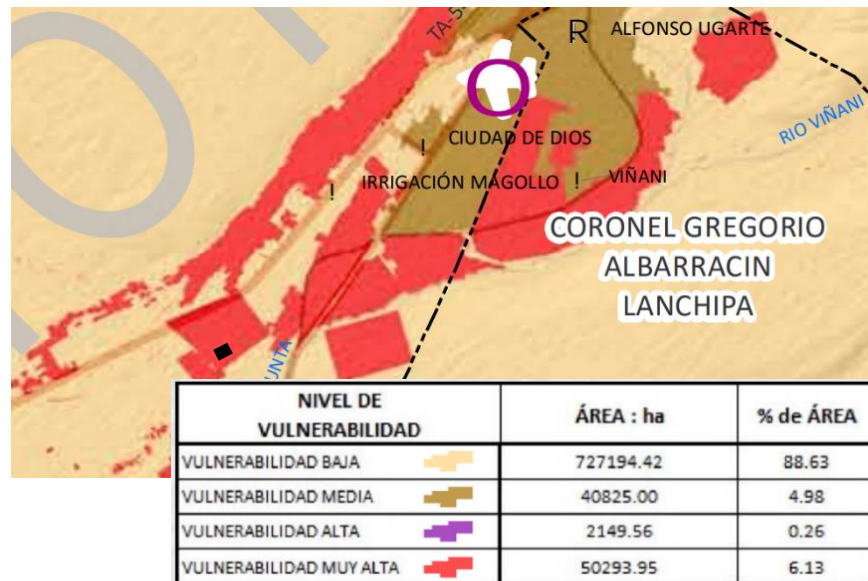 TA-5
R
ALFONSO UGARTE
RIO VIÑANI
! CIUDAD DE DIOS
! IRRIGACIÓN MAGOLLO ! VIÑANI
CORONEL GREGORIO
ALBARRACIN
LANCHIPA
UNTA
NIVEL DE
VULNERABILIDAD
ÁREA : ha
% de ÁREA
VULNERABILIDAD BAJA 727194.42 88.63
VULNERABILIDAD MEDIA 40825.00 4.98
VULNERABILIDAD ALTA 2149.56 0.26
VULNERABILIDAD MUY ALTA 50293.95 6.13